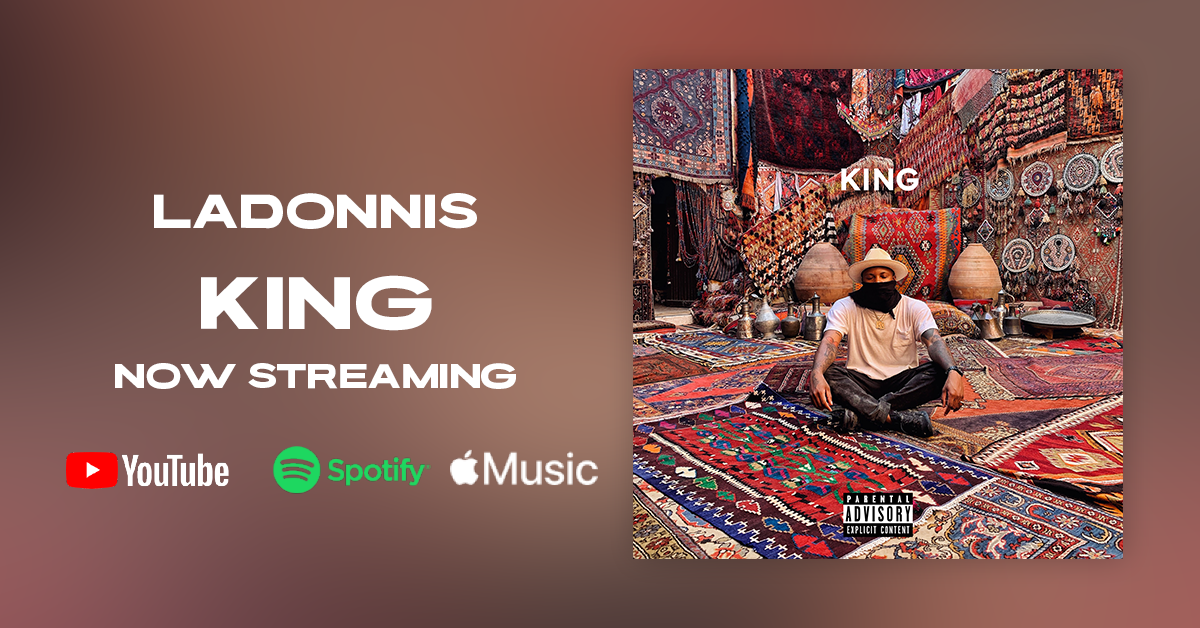 LADONNIS
KING
NOW STREAMING
YouTube
Spotify
Music
KING
PARENTAL
ADVISORY
EXPLICIT CONTENT